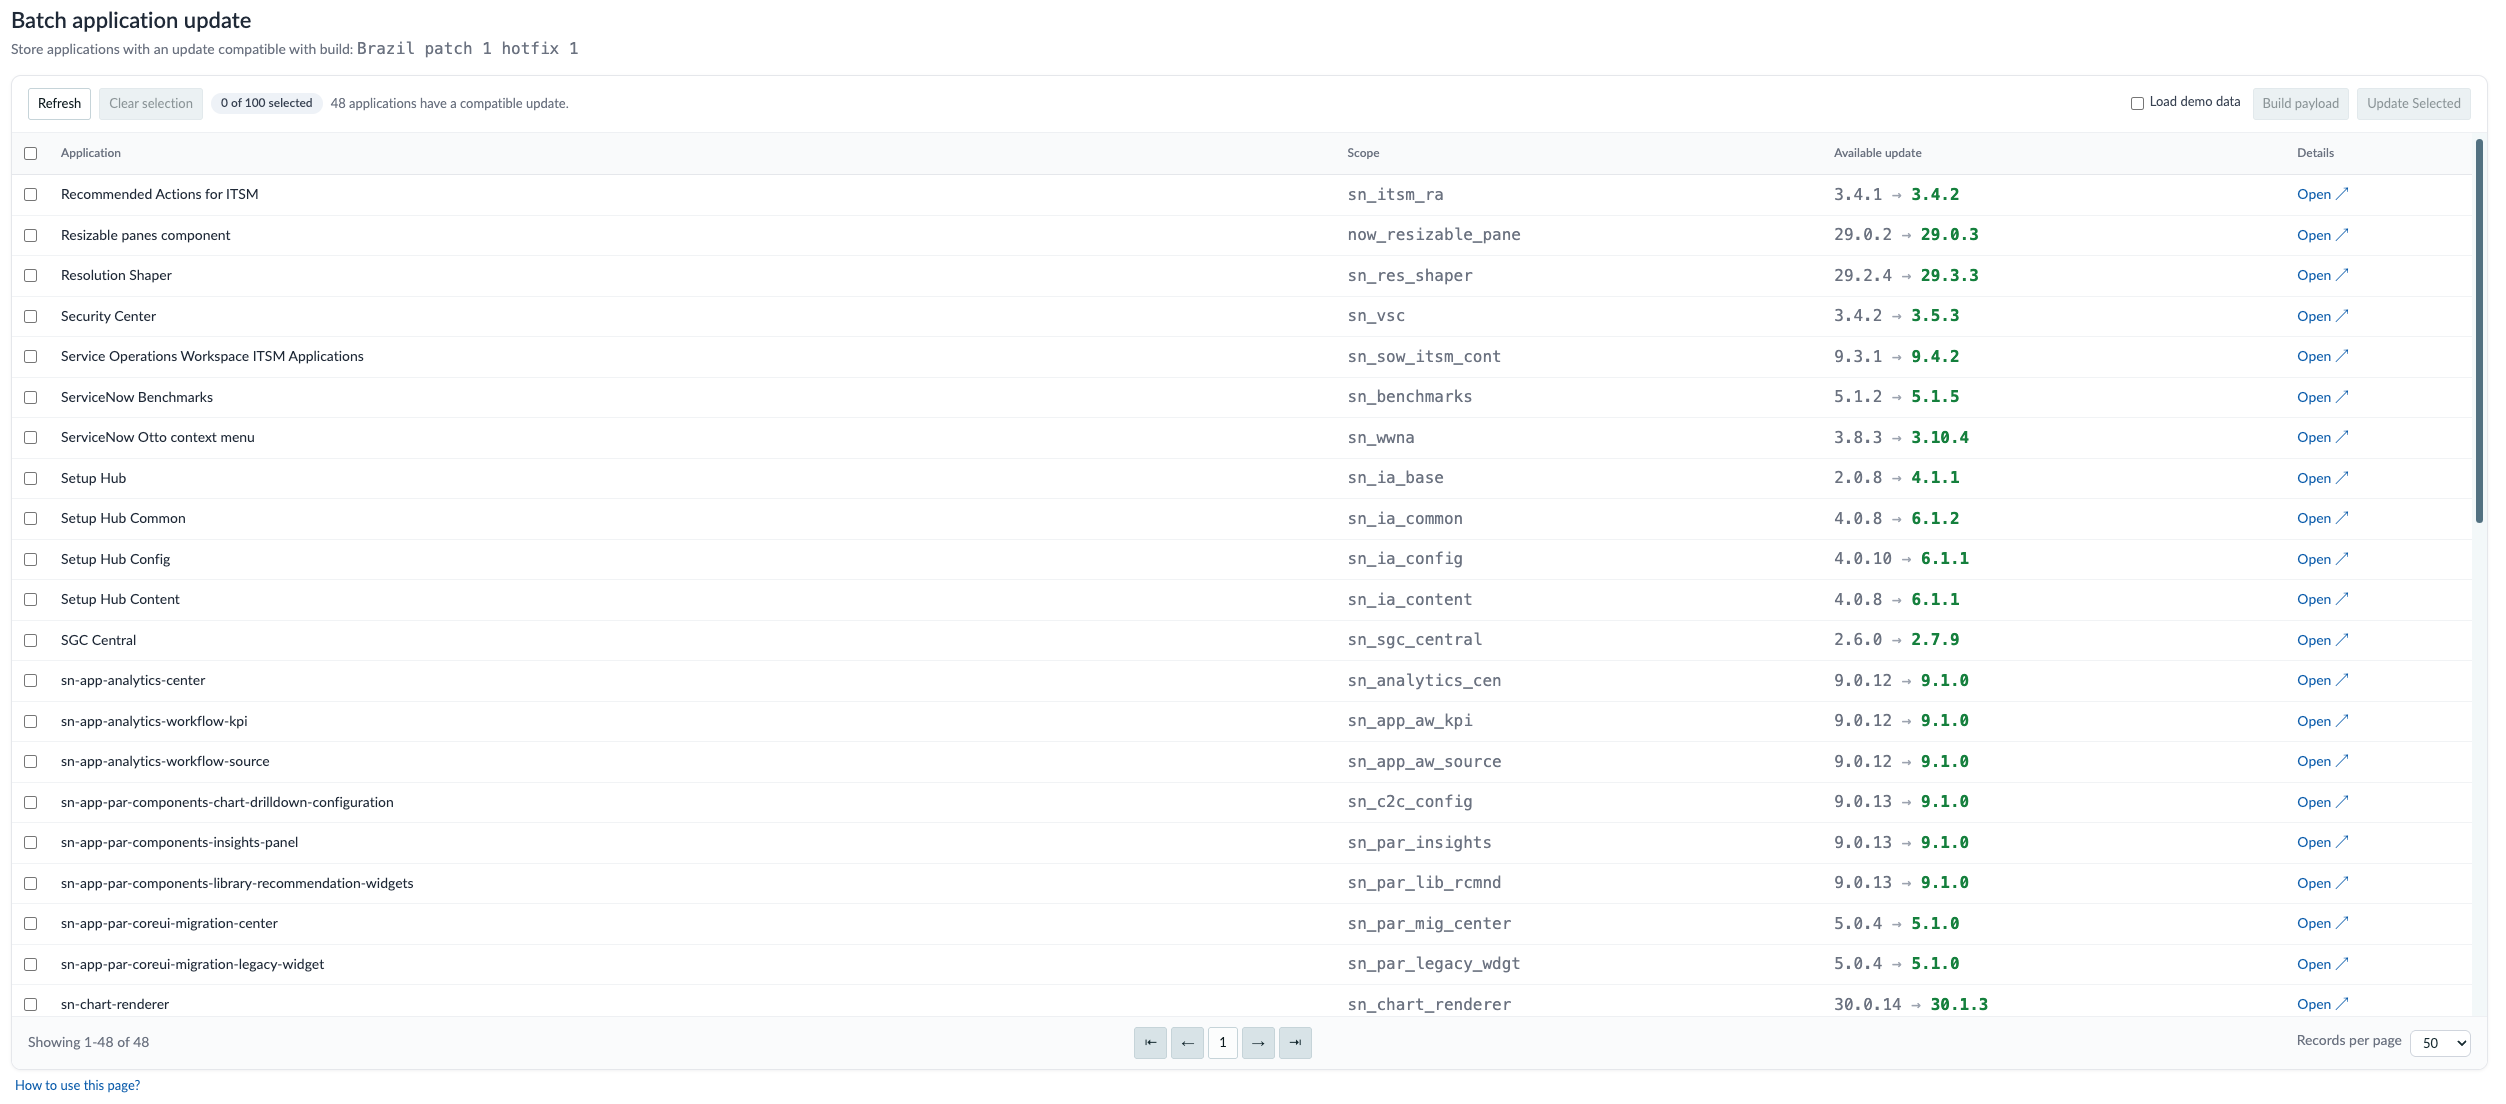 Batch application update
Store applications with an update compatible with build: Brazil patch 1 hotfix 1
Refresh Clear selection 0 of 100 selected 48 applications have a compatible update. Load demo data Build payload Update Selected
Application Scope Available update Details
Recommended Actions for ITSM sn_itsm_ra 3.4.1 → 3.4.2 Open
Resizable panes component now_resizable_pane 29.0.2 → 29.0.3 Open
Resolution Shaper sn_res_shaper 29.2.4 → 29.3.3 Open
Security Center sn_vsc 3.4.2 → 3.5.3 Open
Service Operations Workspace ITSM Applications sn_sow_itsm_cont 9.3.1 → 9.4.2 Open
ServiceNow Benchmarks sn_benchmarks 5.1.2 → 5.1.5 Open
ServiceNow Otto context menu sn_wwna 3.8.3 → 3.10.4 Open
Setup Hub sn_ia_base 2.0.8 → 4.1.1 Open
Setup Hub Common sn_ia_common 4.0.8 → 6.1.2 Open
Setup Hub Config sn_ia_config 4.0.10 → 6.1.1 Open
Setup Hub Content sn_ia_content 4.0.8 → 6.1.1 Open
SGC Central sn_sgc_central 2.6.0 → 2.7.9 Open
sn-app-analytics-center sn_analytics_cen 9.0.12 → 9.1.0 Open
sn-app-analytics-workflow-kpi sn_app_aw_kpi 9.0.12 → 9.1.0 Open
sn-app-analytics-workflow-source sn_app_aw_source 9.0.12 → 9.1.0 Open
sn-app-par-components-chart-drilldown-configuration sn_c2c_config 9.0.13 → 9.1.0 Open
sn-app-par-components-insights-panel sn_par_insights 9.0.13 → 9.1.0 Open
sn-app-par-components-library-recommendation-widgets sn_par_lib_rcmnd 9.0.13 → 9.1.0 Open
sn-app-par-coreui-migration-center sn_par_mig_center 5.0.4 → 5.1.0 Open
sn-app-par-coreui-migration-legacy-widget sn_par_legacy_wdgt 5.0.4 → 5.1.0 Open
sn-chart-renderer sn_chart_renderer 30.0.14 → 30.1.3 Open
Showing 1-48 of 48 1 Records per page 50
How to use this page?